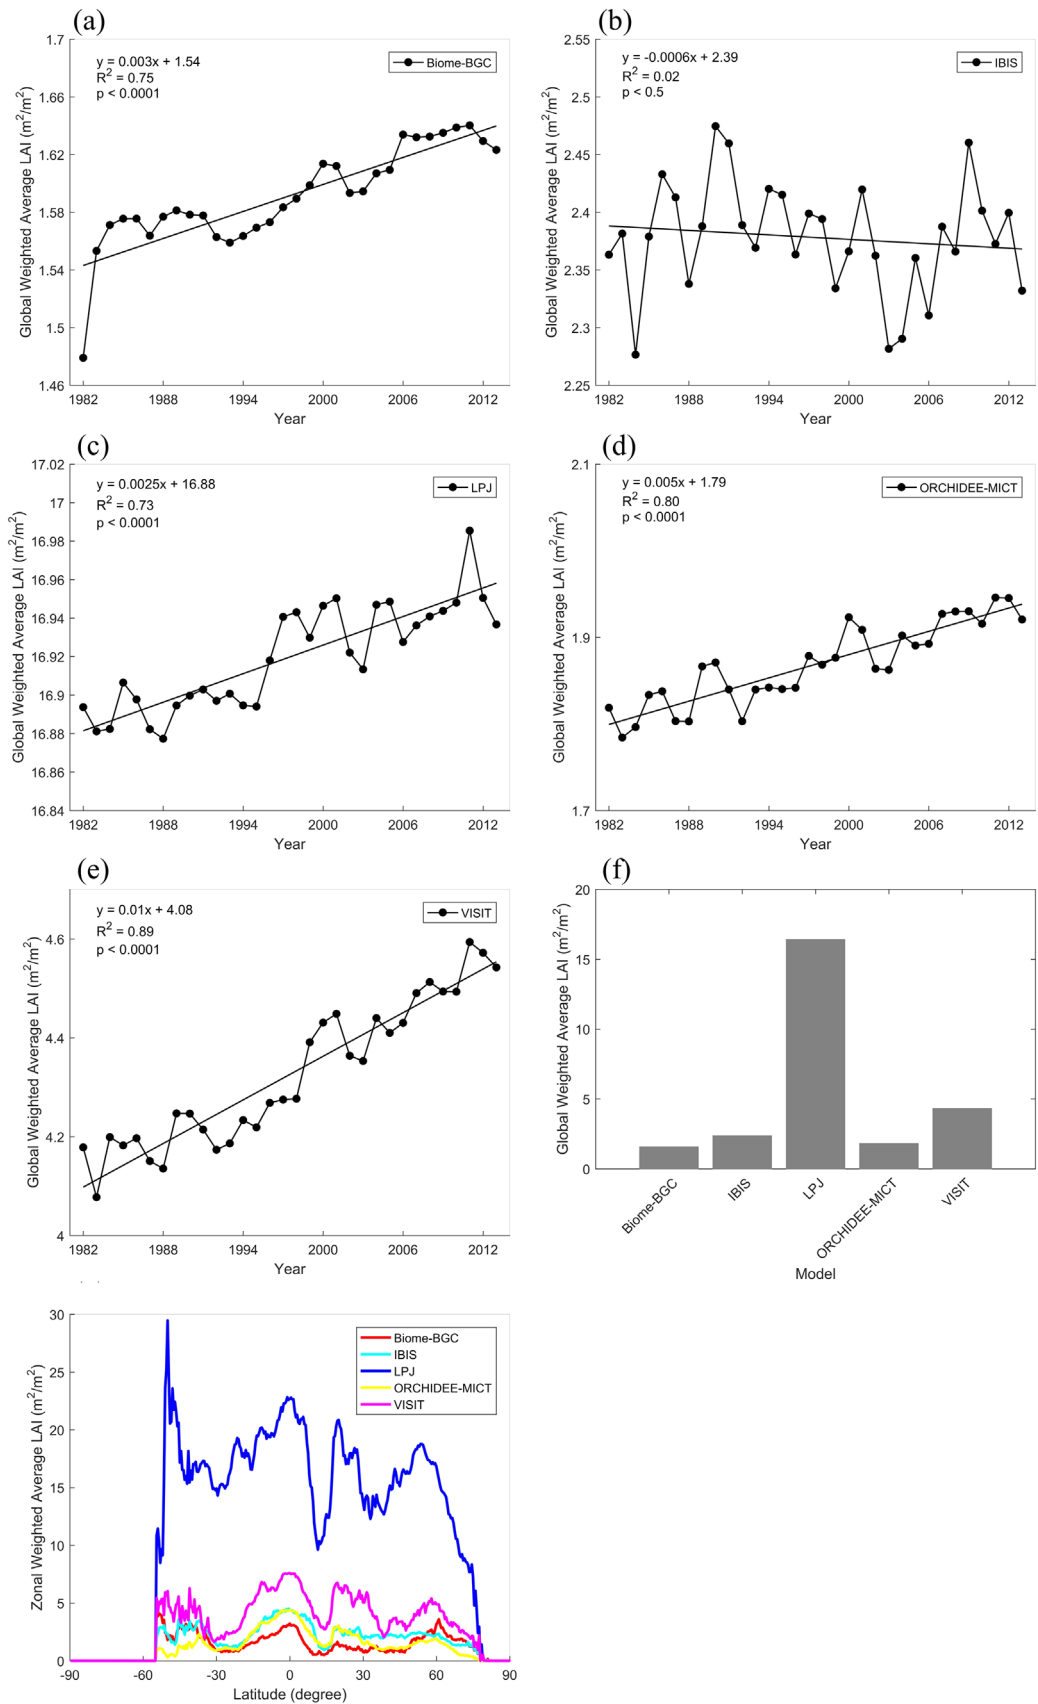 (a)
1.7
1.66
1.62
1.58
1.54
1.5
1.46
y = 0.003x + 1.54
R2 = 0.75
p < 0.0001
Biome-BGC
Global Weighted Average LAI (m2/m2)
1982 1988 1994 2000 2006 2012
Year
(b)
2.55
2.5
2.45
2.4
2.35
2.3
2.25
y = -0.0006x + 2.39
R2 = 0.02
p < 0.5
IBIS
Global Weighted Average LAI (m2/m2)
1982 1988 1994 2000 2006 2012
Year
(c)
17.02
17
16.98
16.96
16.94
16.92
16.9
16.88
16.86
16.84
y = 0.0025x + 16.88
R2 = 0.73
p < 0.0001
LPJ
Global Weighted Average LAI (m2/m2)
1982 1988 1994 2000 2006 2012
Year
(d)
2.1
1.9
1.7
y = 0.005x + 1.79
R2 = 0.80
p < 0.0001
ORCHIDEE-MICT
Global Weighted Average LAI (m2/m2)
1982 1988 1994 2000 2006 2012
Year
(e)
4.6
4.4
4.2
4
y = 0.01x + 4.08
R2 = 0.89
p < 0.0001
VISIT
Global Weighted Average LAI (m2/m2)
1982 1988 1994 2000 2006 2012
Year
(f)
20
15
10
5
0
Global Weighted Average LAI (m2/m2)
Biome-BGC
IBIS
LPJ
ORCHIDEE-MICT
VISIT
Model
30
25
20
15
10
5
0
Biome-BGC
IBIS
LPJ
ORCHIDEE-MICT
VISIT
Zonal Weighted Average LAI (m2/m2)
-90 -60 -30 0 30 60 90
Latitude (degree)